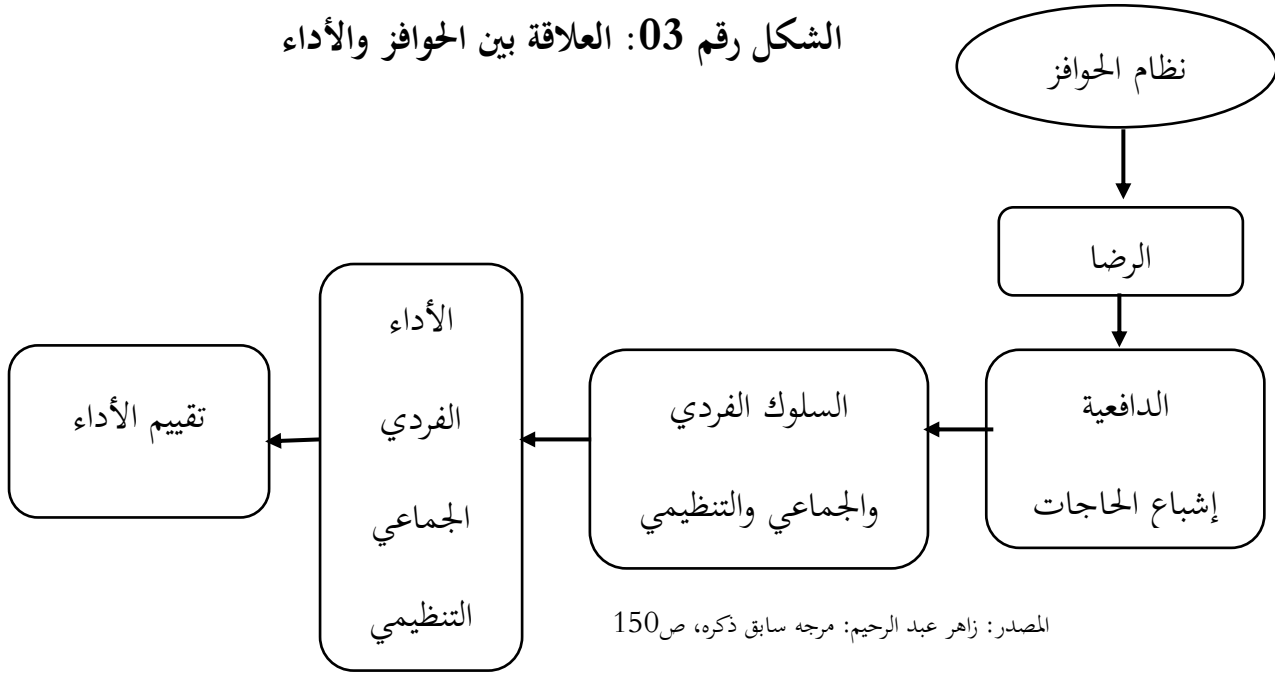 الشكل رقم 03: العلاقة بين الحوافز والأداء
نظام الحوافز
الرضا
الدافعية
إشباع الحاجات
السلوك الفردي
والجماعي والتنظيمي
الأداء
الفردي
الجماعي
التنظيمي
تقييم الأداء
المصدر: زاهر عبد الرحيم: مرجه سابق ذكره، ص150